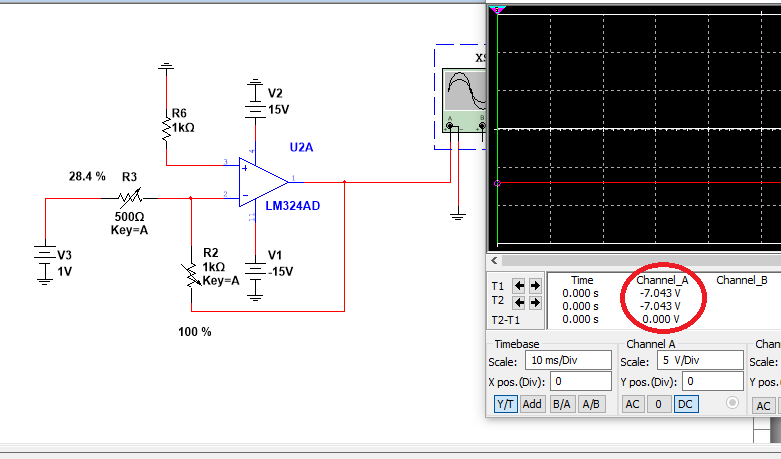 XS
V2
15V
R6
1kΩ
U2A
A
B
4
3
1
2
11
28.4 %
R3
LM324AD
500Ω
Key=A
V3
1V
R2
1kΩ
Key=A
V1
-15V
100 %
T1
T2
T2-T1
Time
0.000 s
0.000 s
0.000 s
Channel_A
-7.043 V
-7.043 V
0.000 V
Channel_B
Timebase
Scale:
10 ms/Div
X pos.(Div):
0
Y/T
Add
B/A
A/B
Channel A
Scale:
5 V/Div
Y pos.(Div):
0
AC
0
DC
Chan
Scale:
Y pos.(
AC